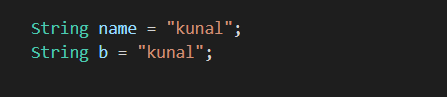 String name = "kunal";
String b = "kunal";